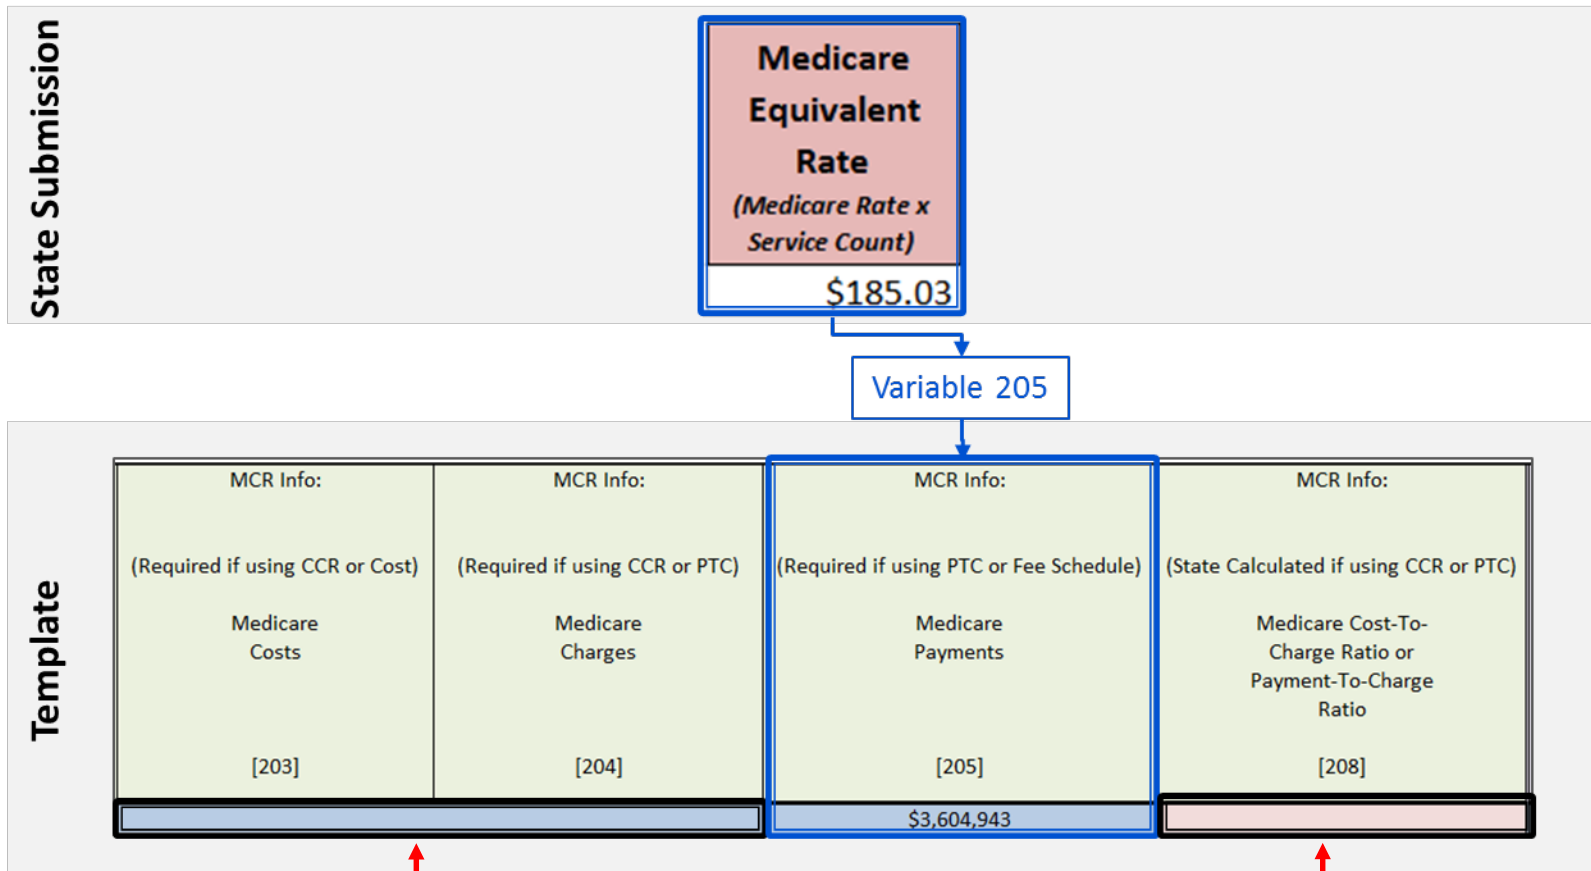 State Submission
Medicare
Equivalent
Rate
(Medicare Rate x
Service Count)
$185.03
Variable 205
Template
MCR Info:
(Required if using CCR or Cost)
Medicare
Costs
[203]
MCR Info:
(Required if using CCR or PTC)
Medicare
Charges
[204]
MCR Info:
(Required if using PTC or Fee Schedule)
Medicare
Payments
[205]
$3,604,943
MCR Info:
(State Calculated if using CCR or PTC)
Medicare Cost-To-
Charge Ratio or
Payment-To-Charge
Ratio
[208]